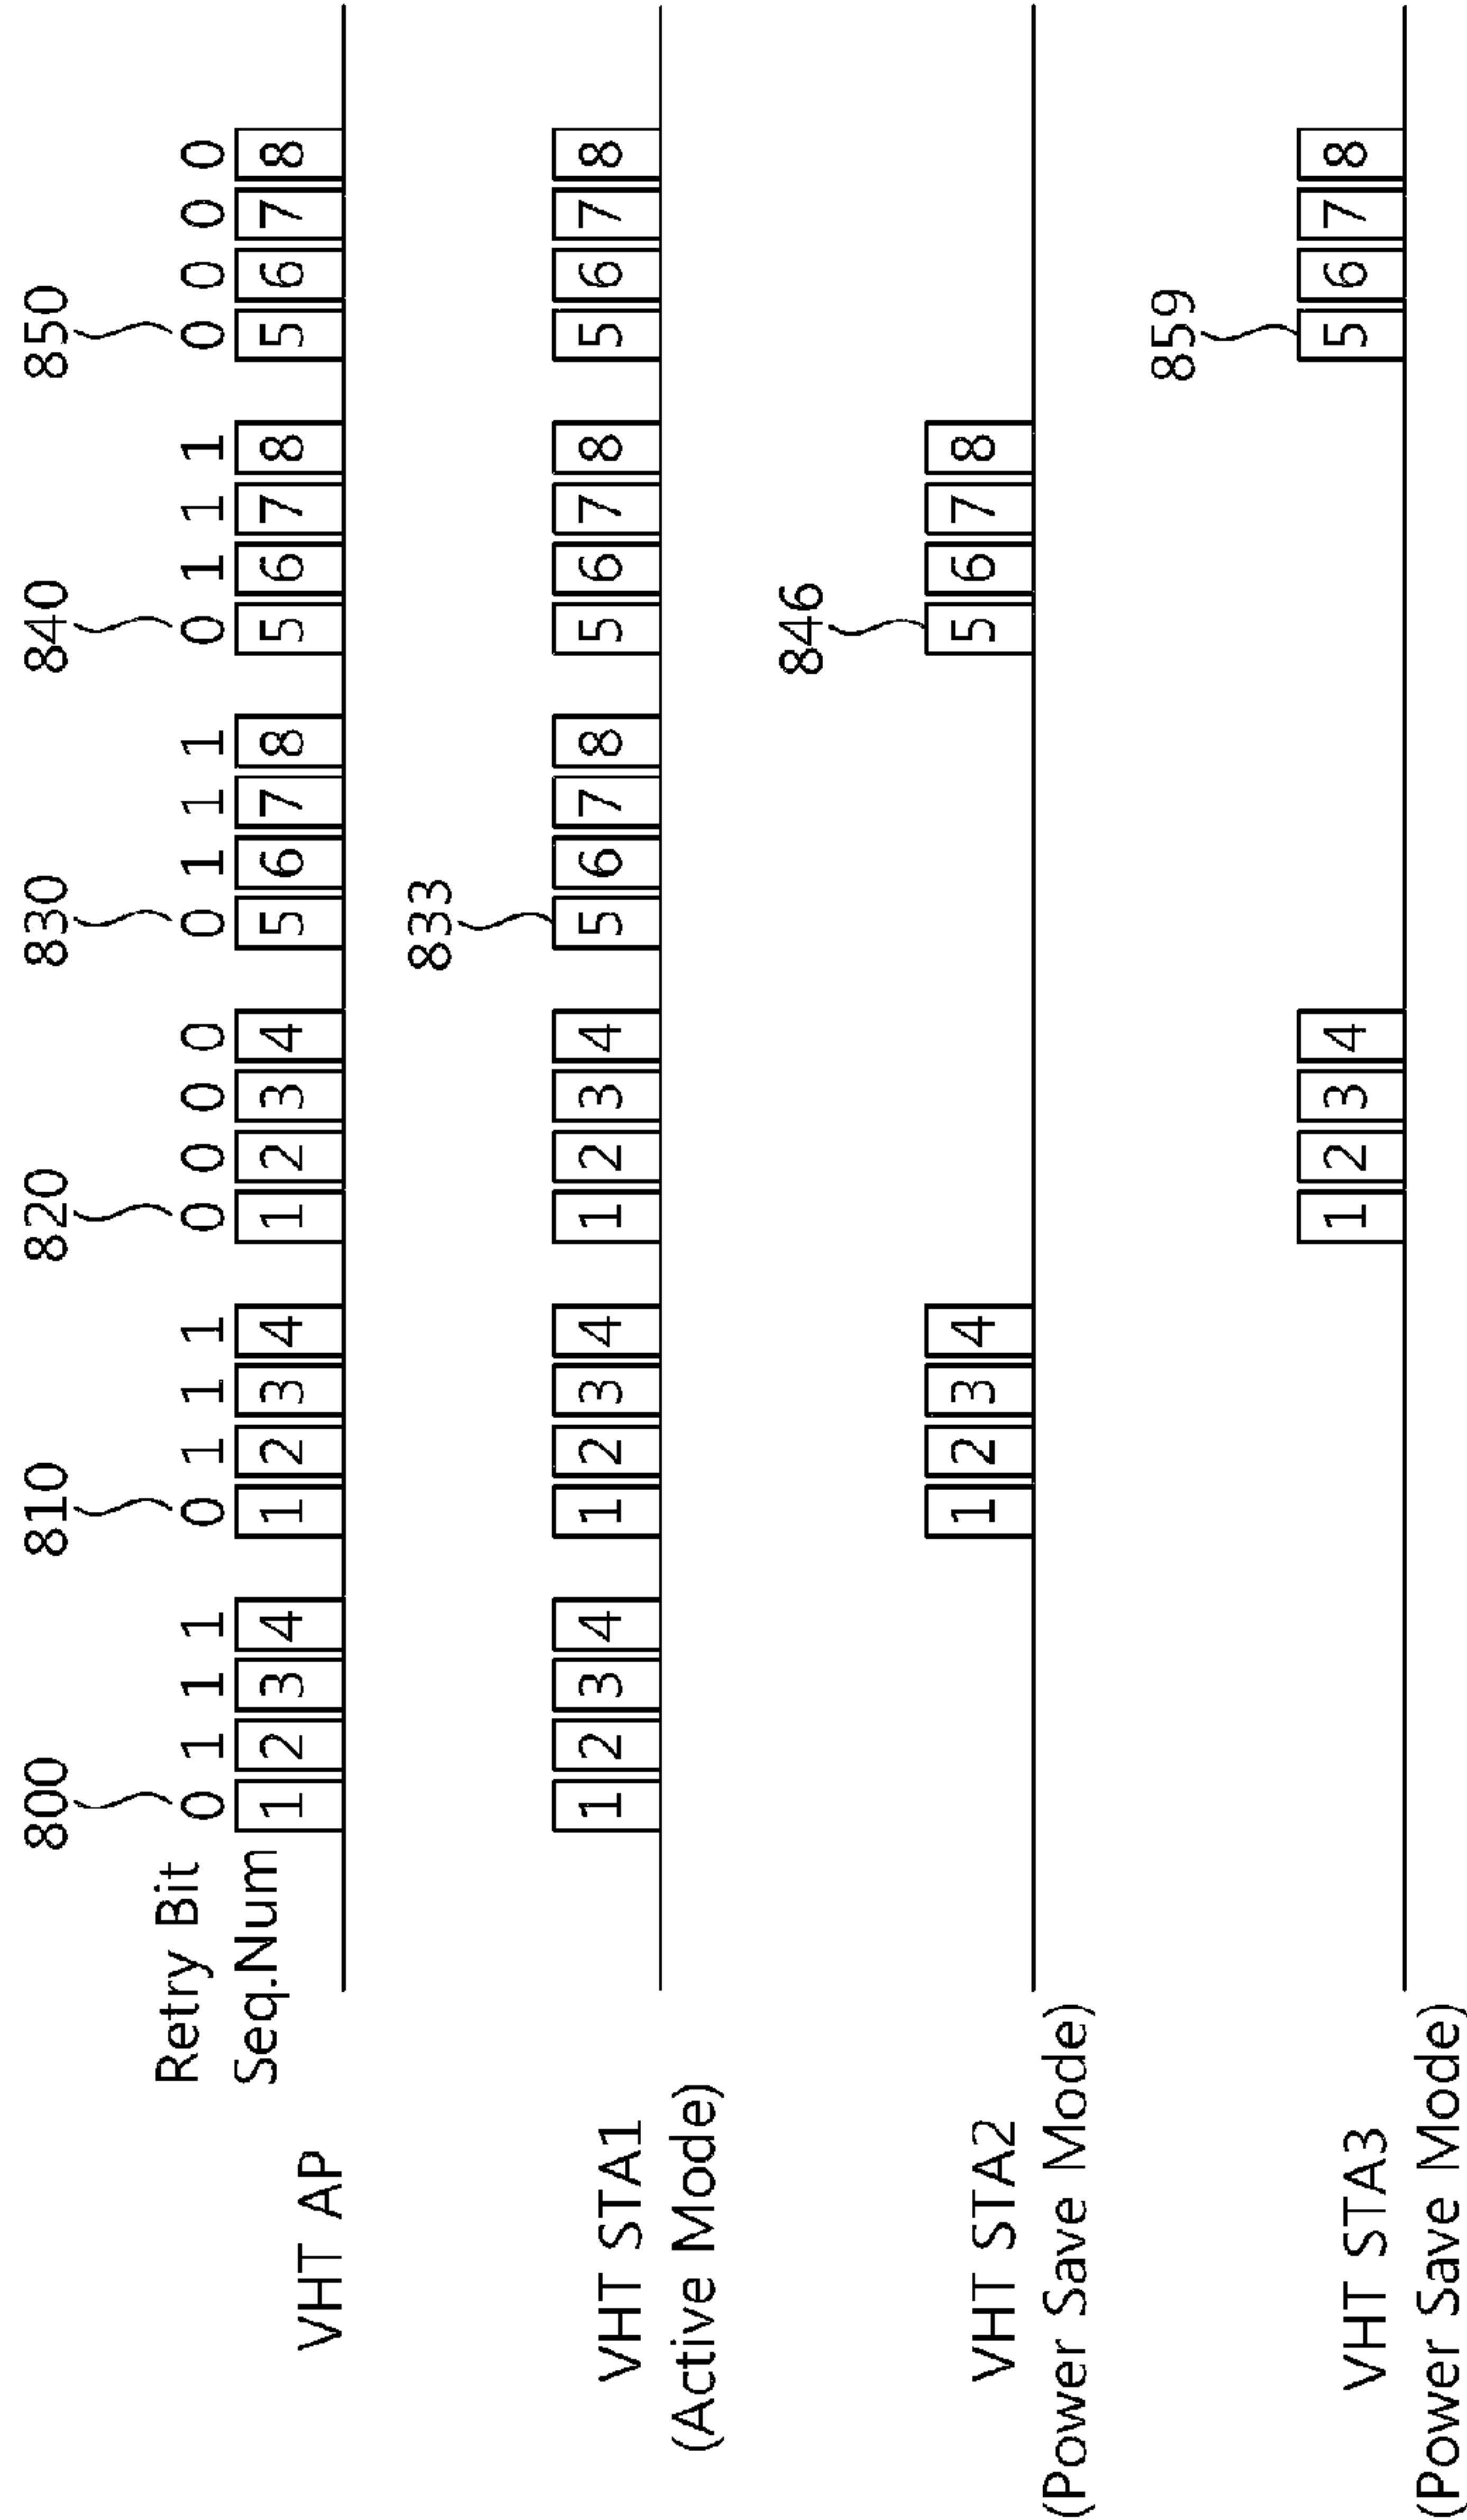 800 810 820 830 840 850
Retry Bit 0 1 1 1 0 1 1 1 0 0 0 0 0 1 1 1 0 1 1 1 0 0 0 0
Seq.Num 1 2 3 4 1 2 3 4 1 2 3 4 5 6 7 8 5 6 7 8 5 6 7 8
VHT AP
833
VHT STA1 1 2 3 4 1 2 3 4 1 2 3 4 5 6 7 8 5 6 7 8 5 6 7 8
(Active Mode)
846
VHT STA2 1 2 3 4 5 6 7 8
(Power Save Mode)
859
VHT STA3 1 2 3 4 5 6 7 8
(Power Save Mode)